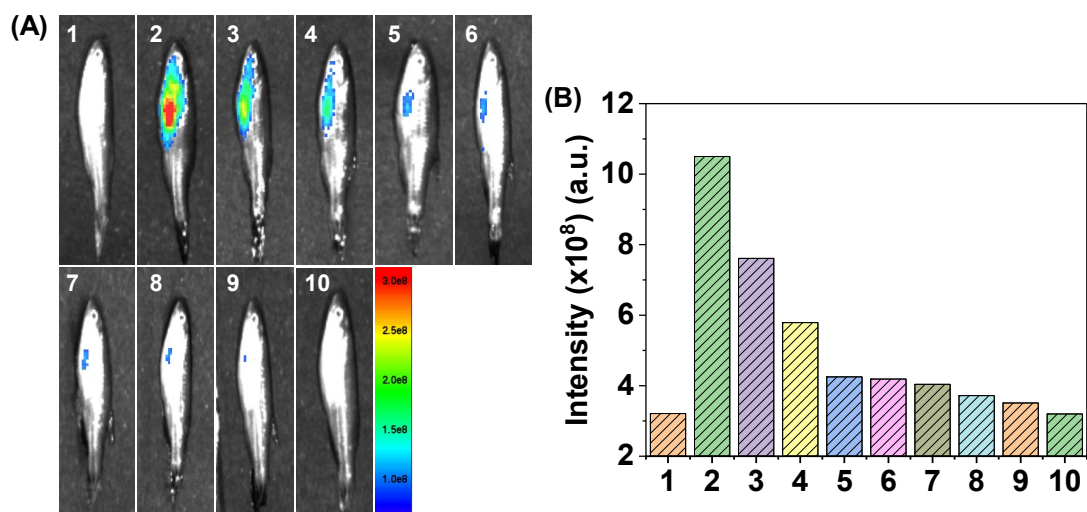 (A)
1 2 3 4 5 6
7 8 9 10
3.0e8
2.5e8
2.0e8
1.5e8
1.0e8
(B)
Intensity (x10⁸) (a.u.)
12
10
8
6
4
2
1 2 3 4 5 6 7 8 9 10